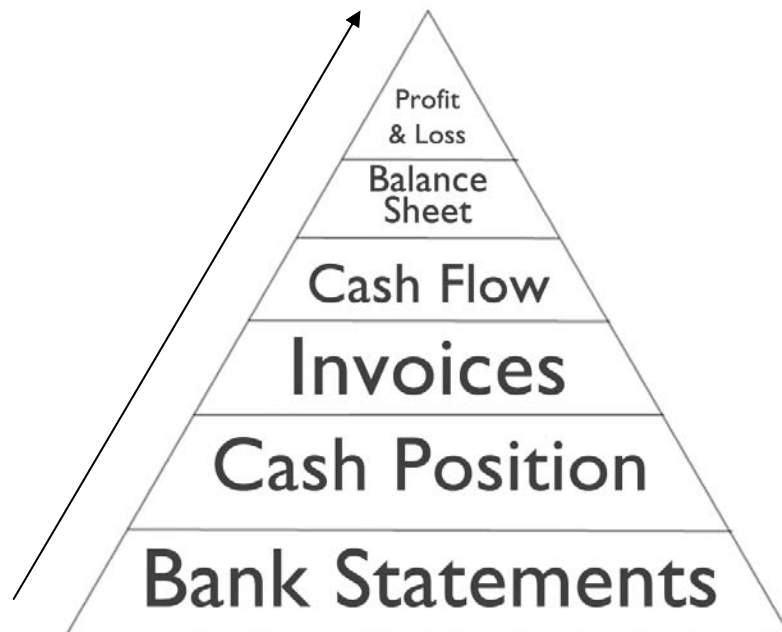 Profit
& Loss
Balance
Sheet
Cash Flow
Invoices
Cash Position
Bank Statements